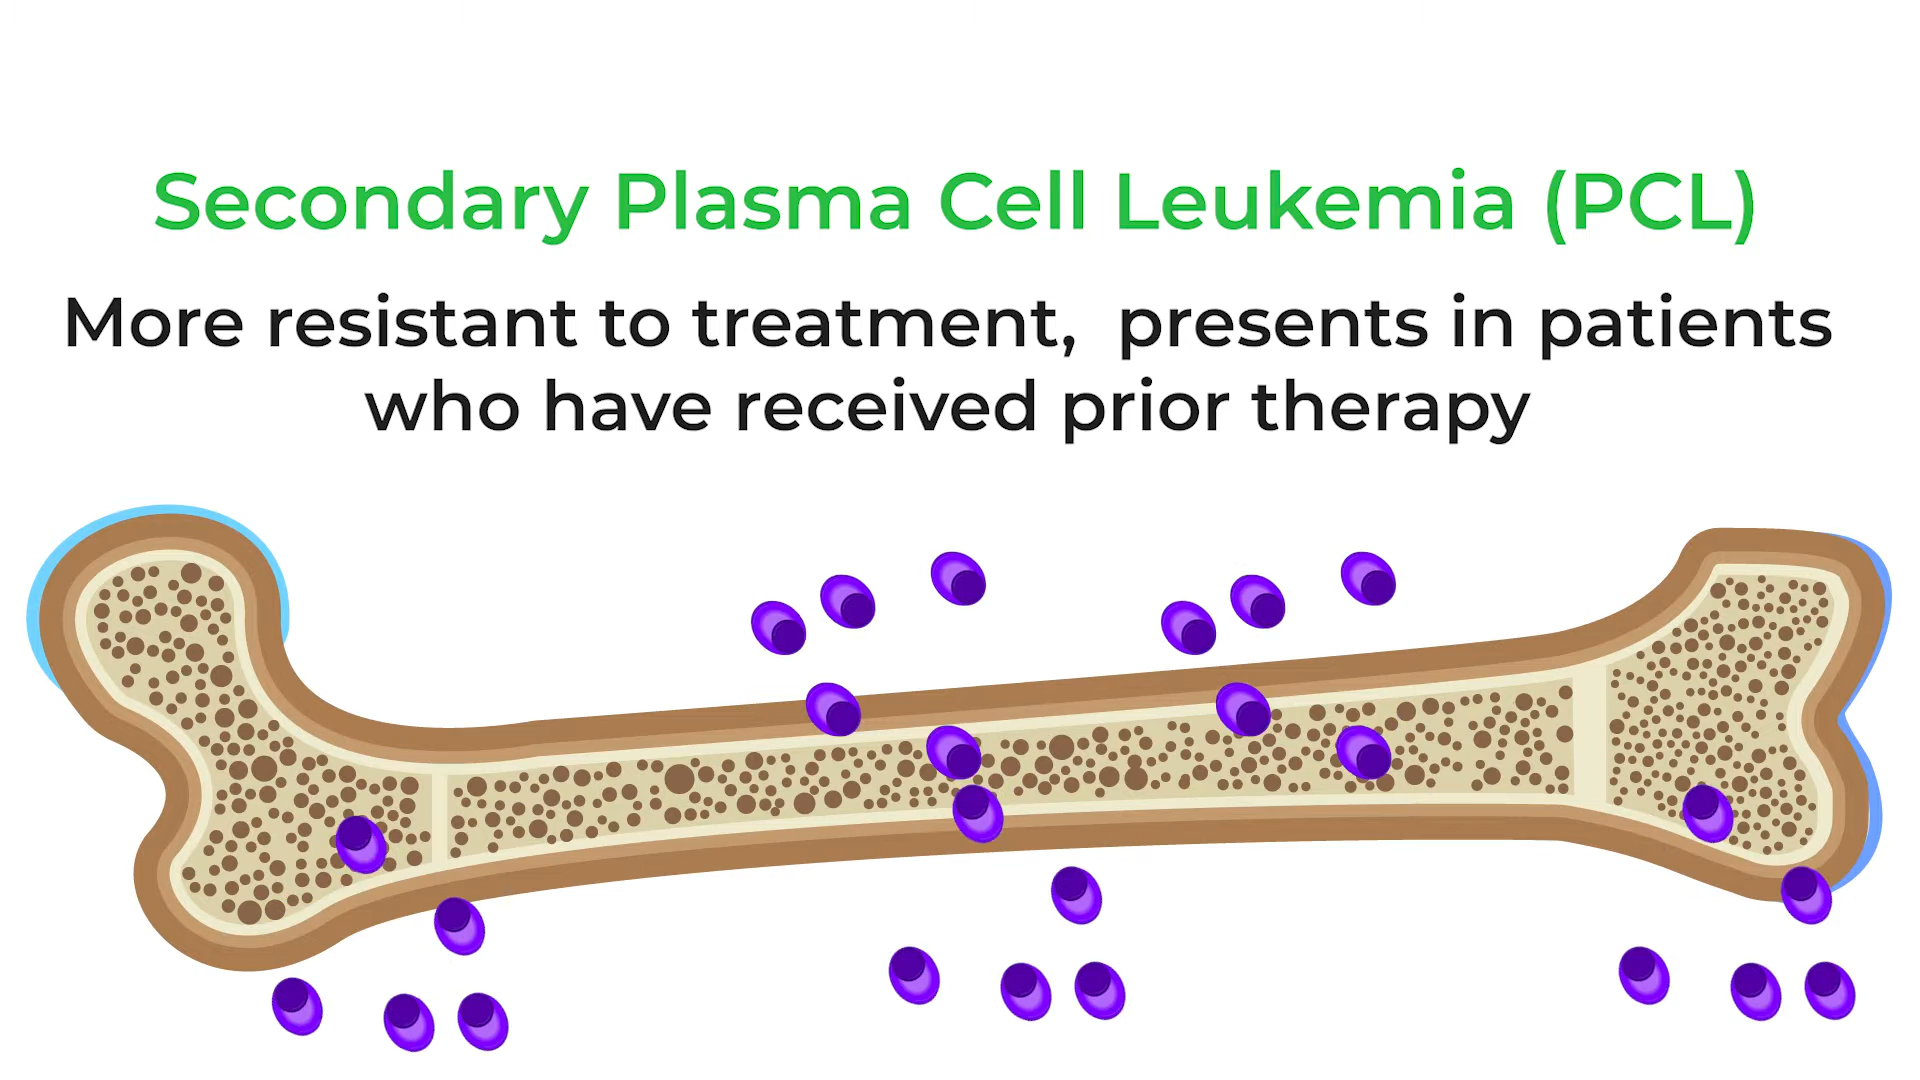 Secondary Plasma Cell Leukemia (PCL)
More resistant to treatment,  presents in patients
who have received prior therapy